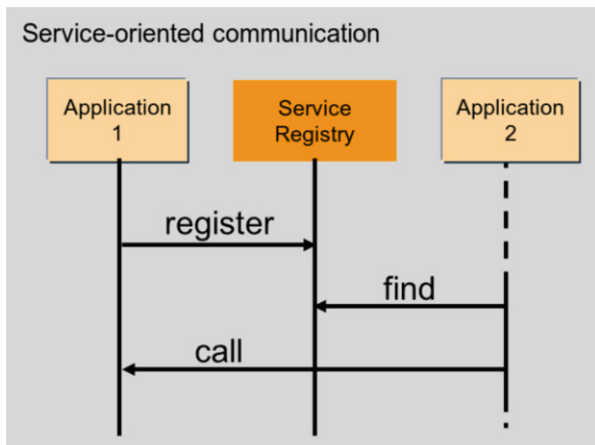 Service-oriented communication
Application
1
Service
Registry
Application
2
register
find
call